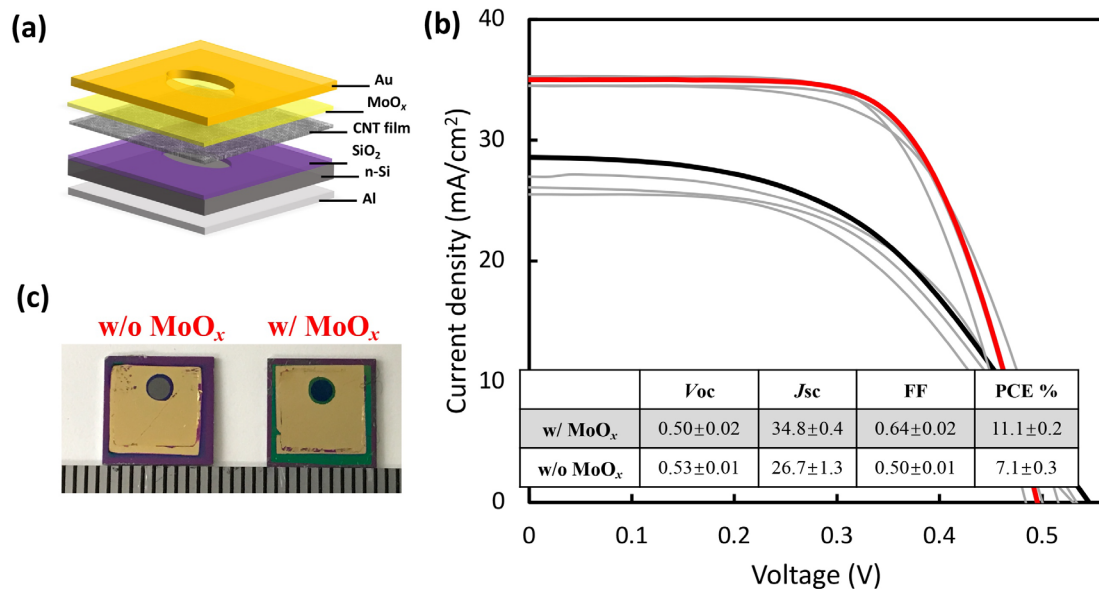 (a)
Au
MoOₓ
CNT film
SiO₂
n-Si
Al
(b)
40
30
20
10
0
Current density (mA/cm²)
0 0.1 0.2 0.3 0.4 0.5
Voltage (V)
Voc Jsc FF PCE %
w/ MoOₓ 0.50±0.02 34.8±0.4 0.64±0.02 11.1±0.2
w/o MoOₓ 0.53±0.01 26.7±1.3 0.50±0.01 7.1±0.3
(c)
w/o MoOₓ w/ MoOₓ